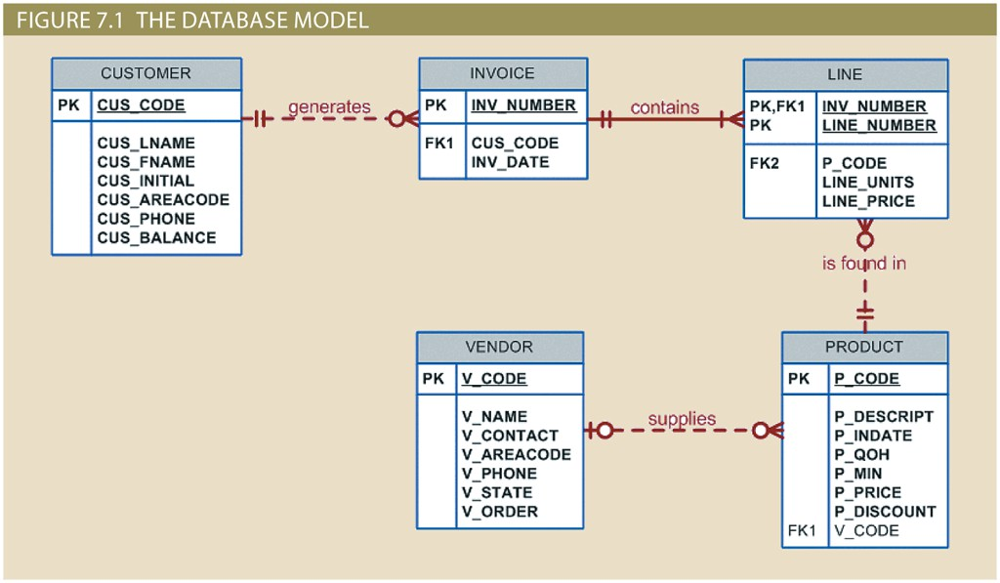 FIGURE 7.1 THE DATABASE MODEL
CUSTOMER
PK CUS_CODE
CUS_LNAME
CUS_FNAME
CUS_INITIAL
CUS_AREACODE
CUS_PHONE
CUS_BALANCE
generates
INVOICE
PK INV_NUMBER
FK1 CUS_CODE
INV_DATE
contains
LINE
PK,FK1 INV_NUMBER
PK LINE_NUMBER
FK2 P_CODE
LINE_UNITS
LINE_PRICE
is found in
VENDOR
PK V_CODE
V_NAME
V_CONTACT
V_AREACODE
V_PHONE
V_STATE
V_ORDER
supplies
PRODUCT
PK P_CODE
P_DESCRIPT
P_INDATE
P_QOH
P_MIN
P_PRICE
P_DISCOUNT
FK1 V_CODE